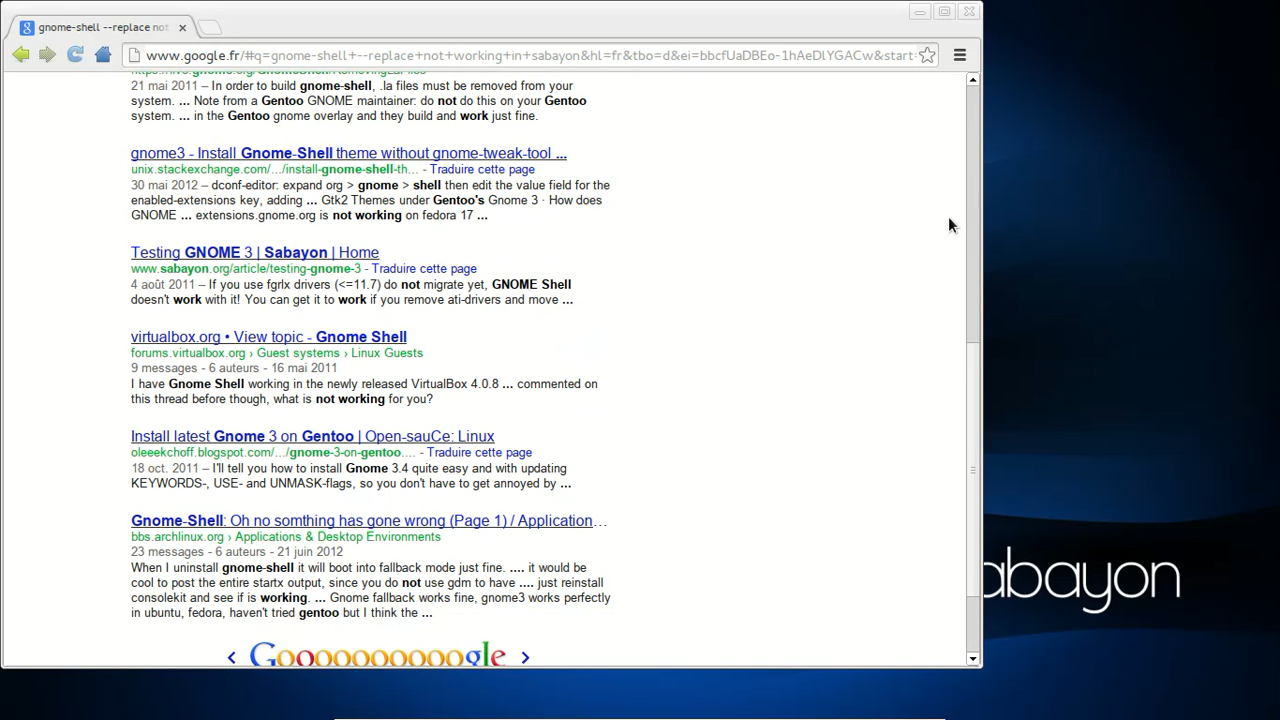 gnome-shell --replace not
www.google.fr/#q=gnome-shell+--replace+not+working+in+sabayon&hl=fr&tbo=d&ei=bbcfUaDBEo-1hAeDlYGACw&start=
21 mai 2011 – In order to build gnome-shell, .la files must be removed from your
system. ... Note from a Gentoo GNOME maintainer: do not do this on your Gentoo
system. ... in the Gentoo gnome overlay and they build and work just fine.
gnome3 - Install Gnome-Shell theme without gnome-tweak-tool ...
unix.stackexchange.com/.../install-gnome-shell-th... - Traduire cette page
30 mai 2012 – dconf-editor: expand org > gnome > shell then edit the value field for the
enabled-extensions key, adding ... Gtk2 Themes under Gentoo's Gnome 3 · How does
GNOME ... extensions.gnome.org is not working on fedora 17 ...
Testing GNOME 3 | Sabayon | Home
www.sabayon.org/article/testing-gnome-3 - Traduire cette page
4 août 2011 – If you use fgrlx drivers (<=11.7) do not migrate yet, GNOME Shell
doesn't work with it! You can get it to work if you remove ati-drivers and move ...
virtualbox.org • View topic - Gnome Shell
forums.virtualbox.org › Guest systems › Linux Guests
9 messages - 6 auteurs - 16 mai 2011
I have Gnome Shell working in the newly released VirtualBox 4.0.8 ... commented on
this thread before though, what is not working for you?
Install latest Gnome 3 on Gentoo | Open-sauCe: Linux
oleeekchoff.blogspot.com/.../gnome-3-on-gentoo.... - Traduire cette page
18 oct. 2011 – I'll tell you how to install Gnome 3.4 quite easy and with updating
KEYWORDS-, USE- and UNMASK-flags, so you don't have to get annoyed by ...
Gnome-Shell: Oh no somthing has gone wrong (Page 1) / Application...
bbs.archlinux.org › Applications & Desktop Environments
23 messages - 6 auteurs - 21 juin 2012
When I uninstall gnome-shell it will boot into fallback mode just fine. .... it would be
cool to post the entire startx output, since you do not use gdm to have .... just reinstall
consolekit and see if is working. ... Gnome fallback works fine, gnome3 works perfectly
in ubuntu, fedora, haven't tried gentoo but I think the ...
Goooooooooogle
abayon